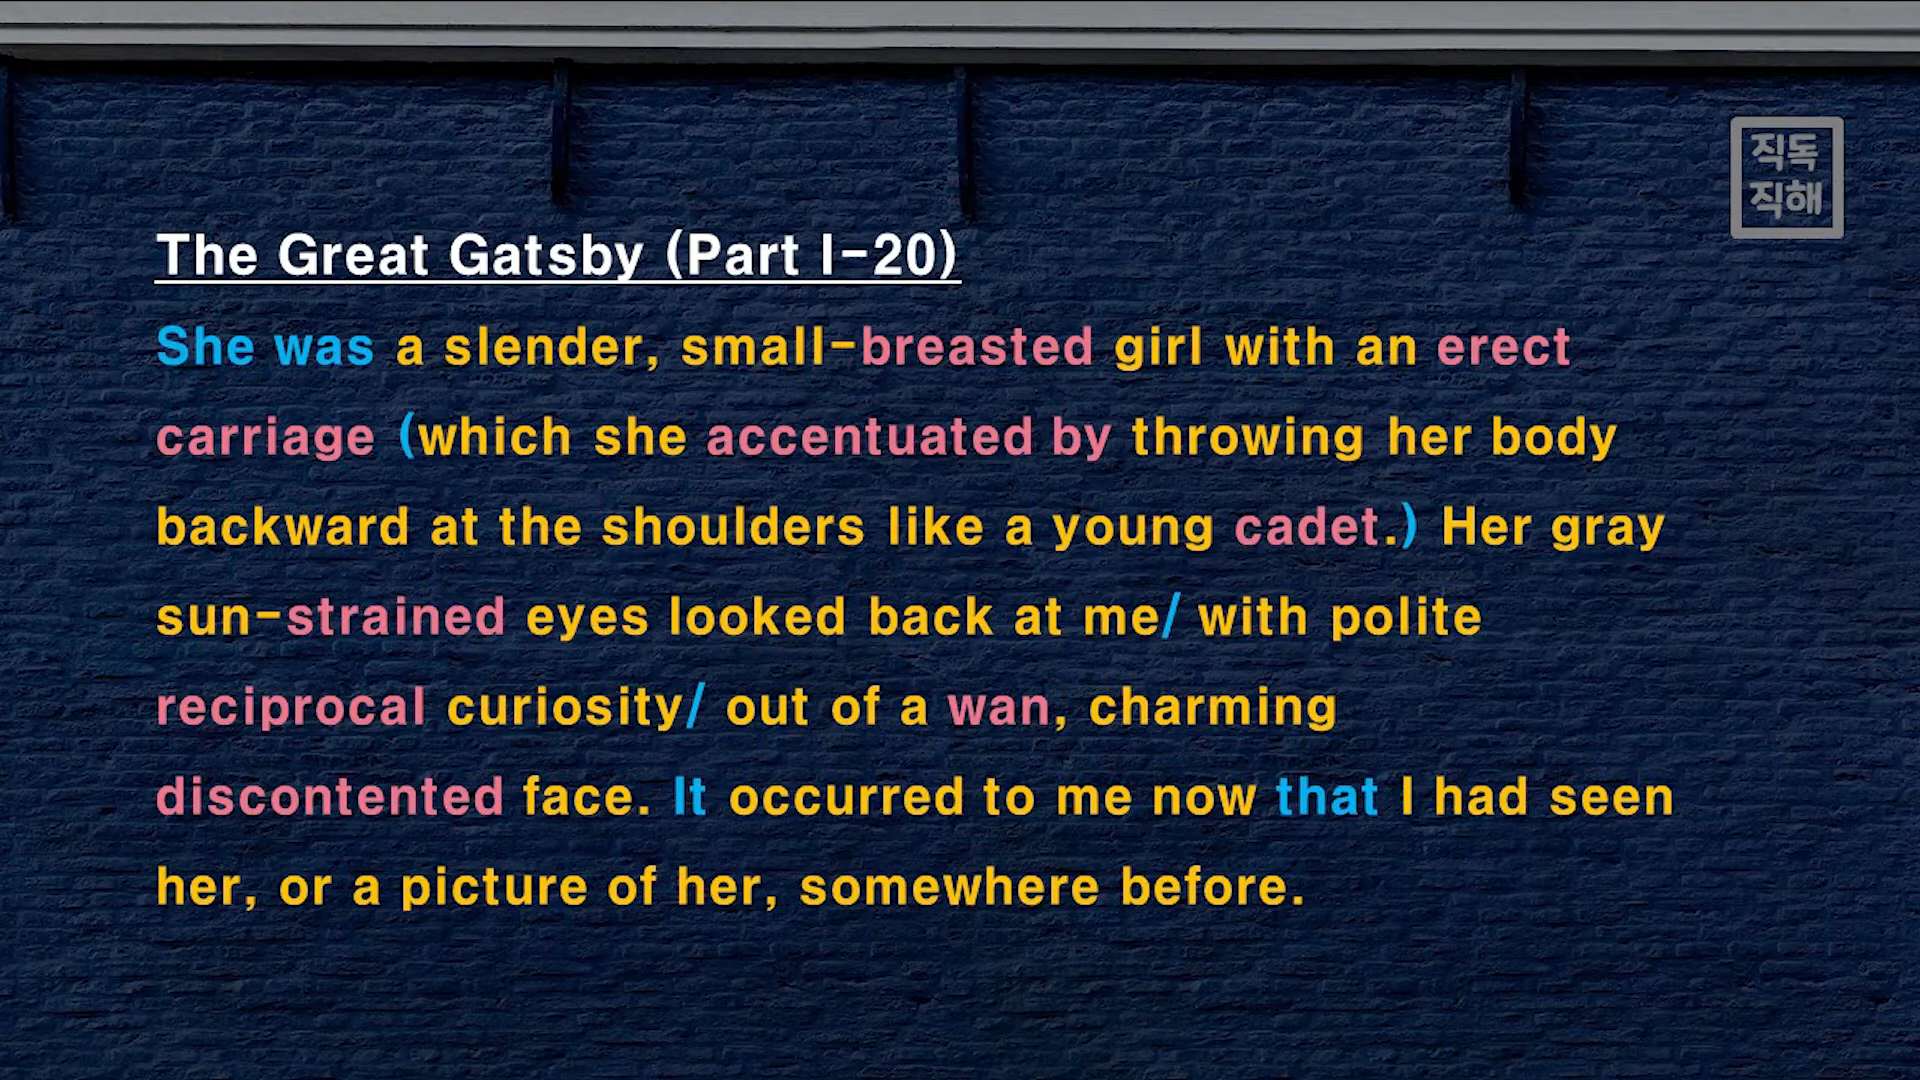 직독
직해
The Great Gatsby (Part I-20)
She was a slender, small-breasted girl with an erect
carriage (which she accentuated by throwing her body
backward at the shoulders like a young cadet.) Her gray
sun-strained eyes looked back at me/ with polite
reciprocal curiosity/ out of a wan, charming
discontented face. It occurred to me now that I had seen
her, or a picture of her, somewhere before.